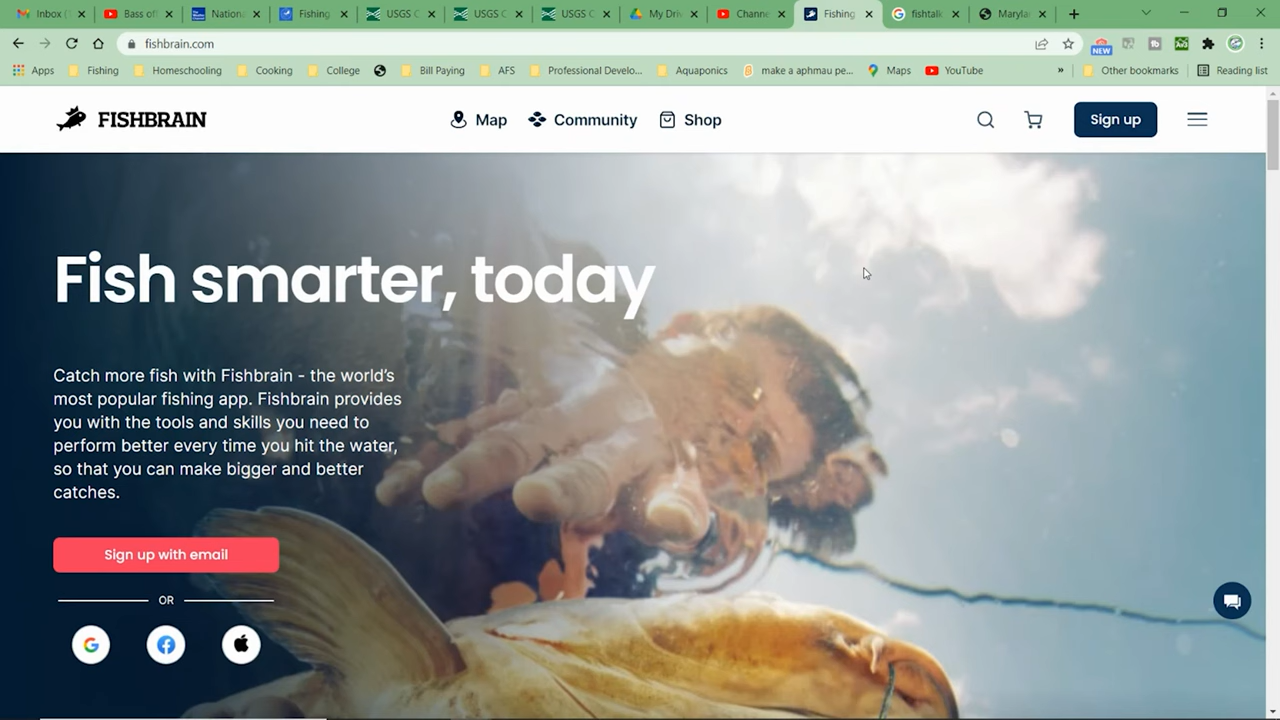 Inbox (
Bass of
Nation
Fishing
USGS C
USGS C
USGS C
My Driv
Channe
Fishing
fishtalk
Maryla
fishbrain.com
NEW
Apps
Fishing
Homeschooling
Cooking
College
Bill Paying
AFS
Professional Develo...
Aquaponics
make a aphmau pe...
Maps
YouTube
»
Other bookmarks
Reading list
FISHBRAIN
Map
Community
Shop
Sign up
Fish smarter, today
Catch more fish with Fishbrain - the world's
most popular fishing app. Fishbrain provides
you with the tools and skills you need to
perform better every time you hit the water,
so that you can make bigger and better
catches.
Sign up with email
OR